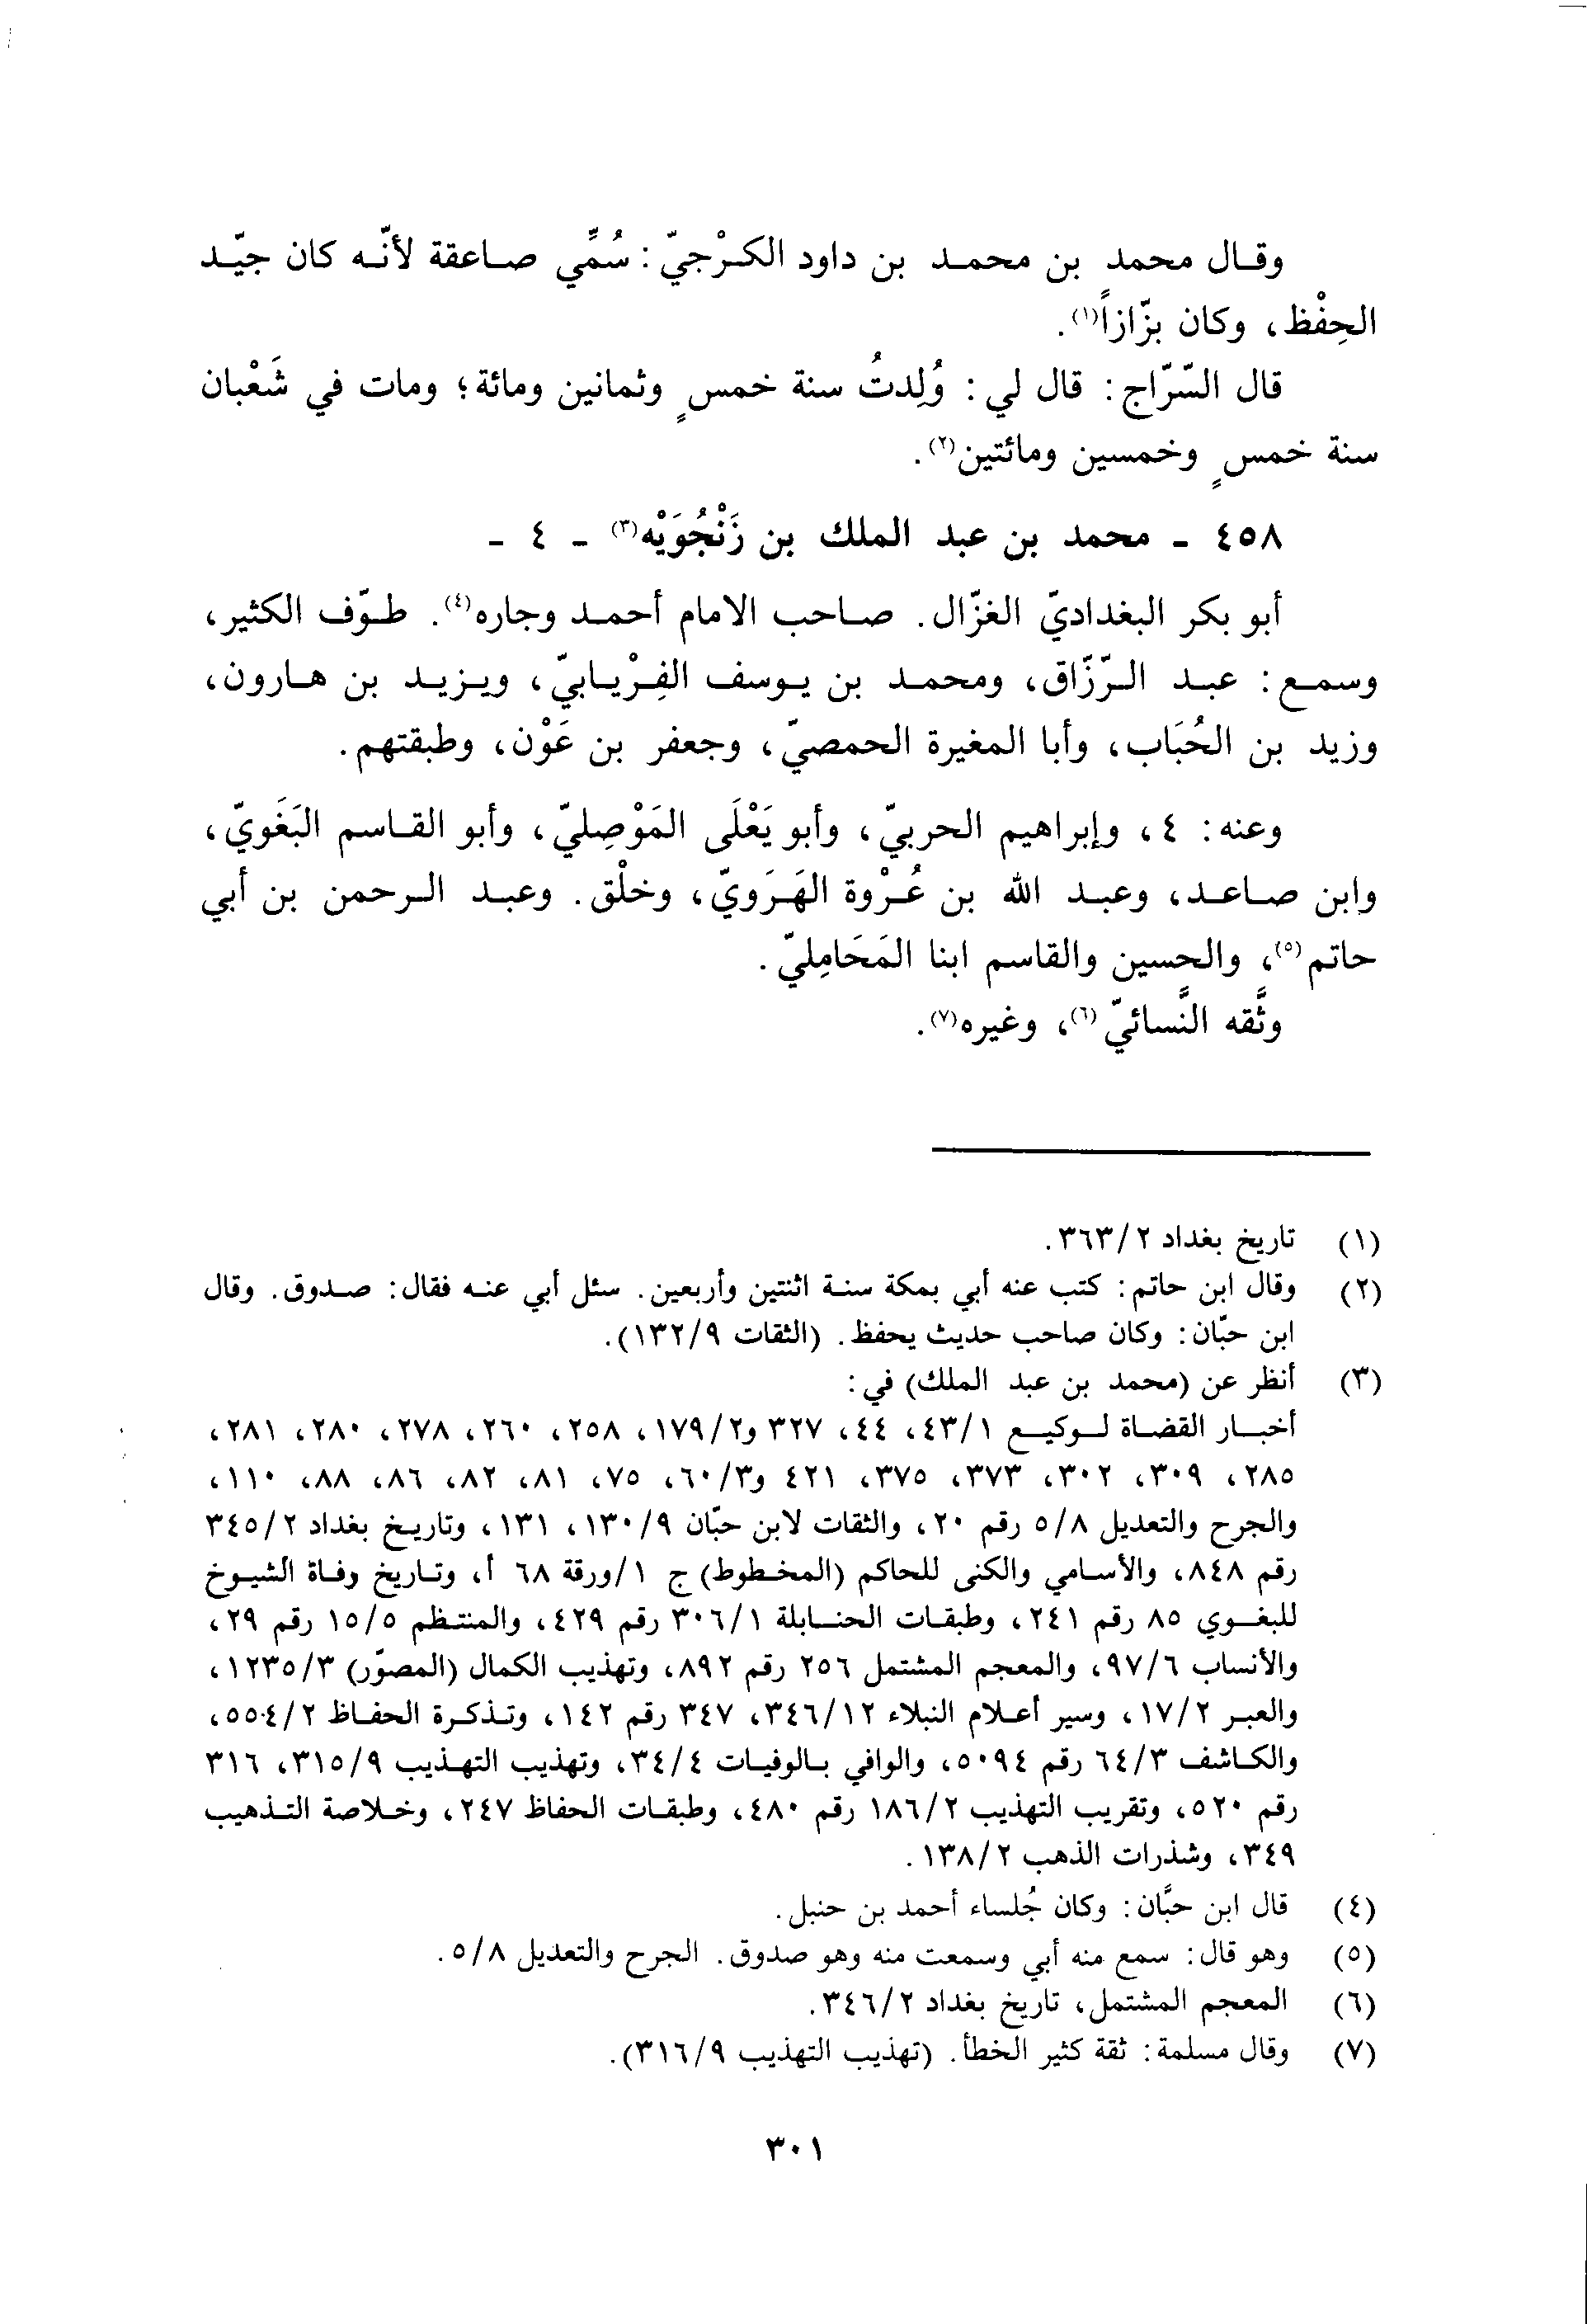 وقال محمد بن محمد بن داود الكرْجيّ: سُمِّي صاعقة لأنّه كان جيّد
الحِفْظ، وكان بزّازاً(١).
قال السّرّاج: قال لي: وُلِدتُ سنة خمسٍ وثمانين ومائة؛ ومات في شَعْبان
سنة خمسٍ وخمسين ومائتين(٢).
٤٥٨ - محمد بن عبد الملك بن زَنْجُوَيْه(٣) - ٤ -
أبو بكر البغداديّ الغزّال. صاحب الامام أحمد وجاره(٤). طوّف الكثير،
وسمع: عبد الرّزّاق، ومحمد بن يوسف الفِرْيابيّ، ويزيد بن هارون،
وزيد بن الحُبَاب، وأبا المغيرة الحمصيّ، وجعفر بن عَوْن، وطبقتهم.
وعنه: ٤، وإبراهيم الحربيّ، وأبو يَعْلَى المَوْصِليّ، وأبو القاسم البَغَويّ،
وابن صاعد، وعبد الله بن عُرْوة الهَرَويّ، وخلْق. وعبد الرحمن بن أبي
حاتم(٥)، والحسين والقاسم ابنا المَحَامِليّ.
وثَّقه النَّسائيّ(٦)، وغيره(٧).
(١) تاريخ بغداد ٢/٣٦٣.
(٢) وقال ابن حاتم: كتب عنه أبي بمكة سنة اثنتين وأربعين. سئل أبي عنه فقال: صدوق. وقال
ابن حبّان: وكان صاحب حديث يحفظ. (الثقات ٩/١٣٢).
(٣) أنظر عن (محمد بن عبد الملك) في:
أخبار القضاة لوكيع ١/٤٣، ٤٤، ٣٢٧ و٢/١٧٩، ٢٥٨، ٢٦٠، ٢٧٨، ٢٨٠، ٢٨١،
٢٨٥، ٣٠٩، ٣٠٢، ٣٧٣، ٣٧٥، ٤٢١ و٣/٦٠، ٧٥، ٨١، ٨٢، ٨٦، ٨٨، ١١٠،
والجرح والتعديل ٨/٥ رقم ٢٠، والثقات لابن حبّان ٩/١٣٠، ١٣١، وتاريخ بغداد ٢/٣٤٥
رقم ٨٤٨، والأسامي والكنى للحاكم (المخطوط) ج ١/ورقة ٦٨ أ، وتاريخ وفاة الشيوخ
للبغوي ٨٥ رقم ٢٤١، وطبقات الحنابلة ١/٣٠٦ رقم ٤٢٩، والمنتظم ٥/١٥ رقم ٢٩،
والأنساب ٦/٩٧، والمعجم المشتمل ٢٥٦ رقم ٨٩٢، وتهذيب الكمال (المصوّر) ٣/١٢٣٥،
والعبر ٢/١٧، وسير أعلام النبلاء ١٢/٣٤٦، ٣٤٧ رقم ١٤٢، وتذكرة الحفاظ ٢/٥٥٤،
والكاشف ٣/٦٤ رقم ٥٠٩٤، والوافي بالوفيات ٤/٣٤، وتهذيب التهذيب ٩/٣١٥، ٣١٦
رقم ٥٢٠، وتقريب التهذيب ٢/١٨٦ رقم ٤٨٠، وطبقات الحفاظ ٢٤٧، وخلاصة التذهيب
٣٤٩، وشذرات الذهب ٢/١٣٨.
(٤) قال ابن حبَّان: وكان جُلساء أحمد بن حنبل.
(٥) وهو قال: سمع منه أبي وسمعت منه وهو صدوق. الجرح والتعديل ٨/٥.
(٦) المعجم المشتمل، تاريخ بغداد ٢/٣٤٦.
(٧) وقال مسلمة: ثقة كثير الخطأ. (تهذيب التهذيب ٩/٣١٦).
٣٠١